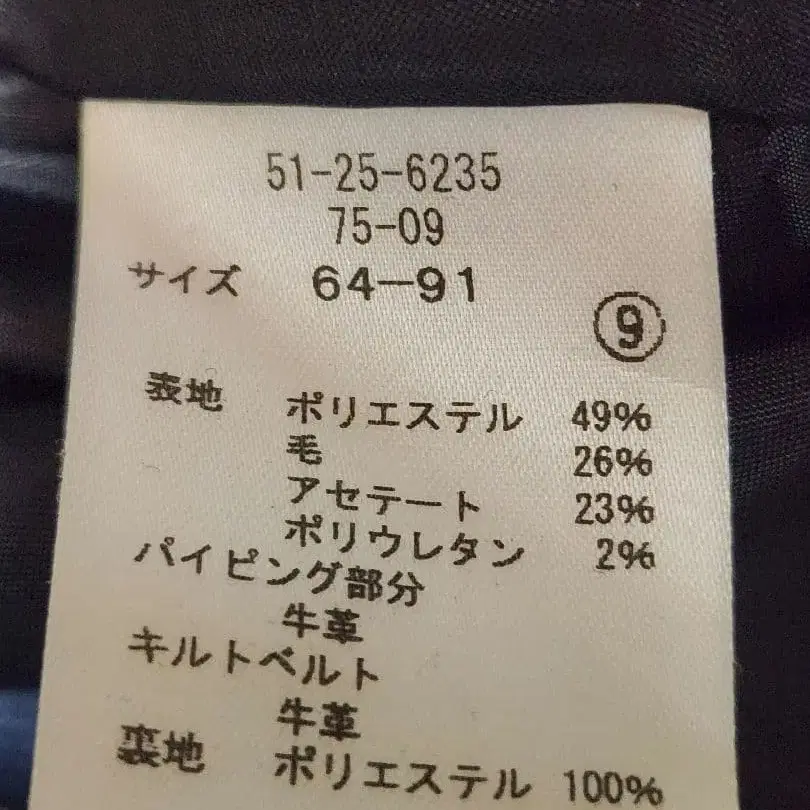 51-25-6235
75-09
サイズ 64-91
⑨
表地 ポリエステル 49%
毛 26%
アセテート 23%
ポリウレタン 2%
パイピング部分
牛革
キルトベルト
牛革
裏地 ポリエステル 100%